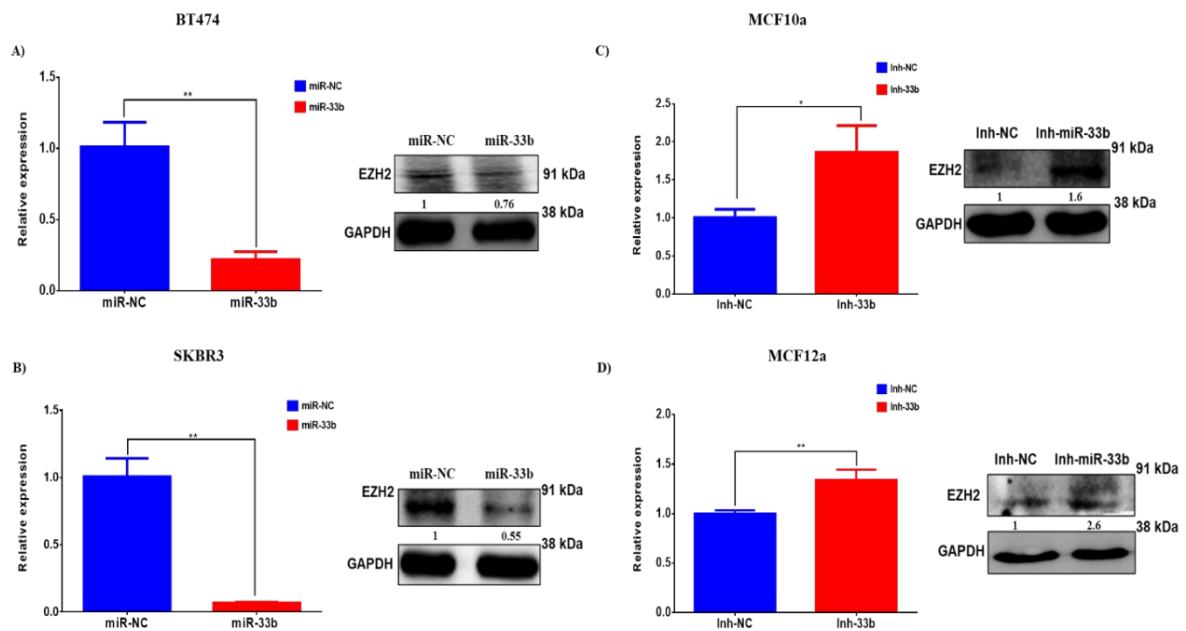 BT474
A)
miR-NC
miR-33b
**
Relative expression
1.5
1.0
0.5
0.0
miR-NC
miR-33b
miR-NC miR-33b
EZH2
91 kDa
1 0.76
38 kDa
GAPDH
MCF10a
C)
Inh-NC
Inh-33b
*
Relative expression
2.5
2.0
1.5
1.0
0.5
0.0
Inh-NC
Inh-33b
Inh-NC Inh-miR-33b
91 kDa
EZH2
1 1.6
38 kDa
GAPDH
SKBR3
B)
miR-NC
miR-33b
**
Relative expression
1.5
1.0
0.5
0.0
miR-NC
miR-33b
miR-NC miR-33b
EZH2
91 kDa
1 0.55
38 kDa
GAPDH
MCF12a
D)
Inh-NC
Inh-33b
**
Relative expression
2.0
1.5
1.0
0.5
0.0
Inh-NC
Inh-33b
Inh-NC Inh-miR-33b
91 kDa
EZH2
1 2.6
38 kDa
GAPDH